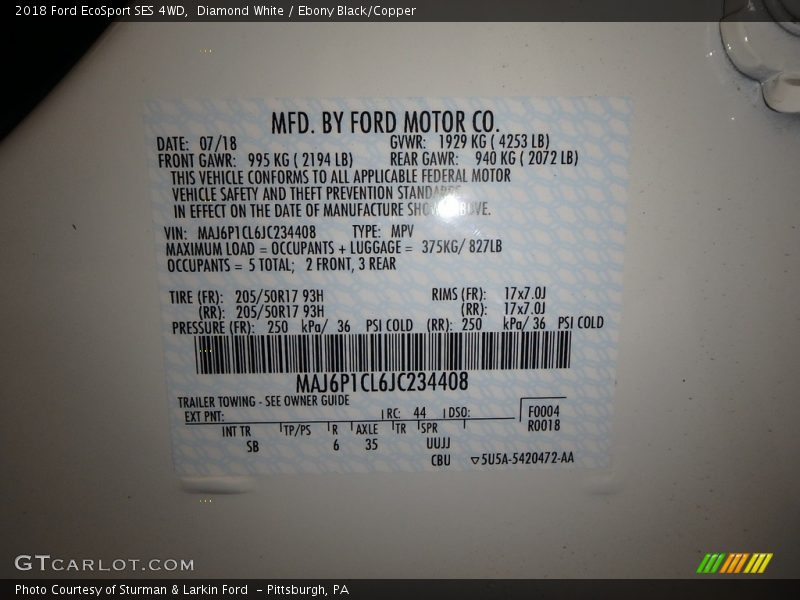 2018 Ford EcoSport SES 4WD,  Diamond White / Ebony Black/Copper
MFD. BY FORD MOTOR CO.
DATE: 07/18 GVWR: 1929 KG ( 4253 LB)
FRONT GAWR: 995 KG ( 2194 LB) REAR GAWR: 940 KG ( 2072 LB)
THIS VEHICLE CONFORMS TO ALL APPLICABLE FEDERAL MOTOR
VEHICLE SAFETY AND THEFT PREVENTION STANDARDS
IN EFFECT ON THE DATE OF MANUFACTURE SHOWN ABOVE.
VIN: MAJ6P1CL6JC234408 TYPE: MPV
MAXIMUM LOAD = OCCUPANTS + LUGGAGE = 375KG/ 827LB
OCCUPANTS = 5 TOTAL; 2 FRONT, 3 REAR
TIRE (FR): 205/50R17 93H RIMS (FR): 17x7.0J
(RR): 205/50R17 93H (RR): 17x7.0J
PRESSURE (FR): 250 kPa/ 36 PSI COLD (RR): 250 kPa/ 36 PSI COLD
MAJ6P1CL6JC234408
TRAILER TOWING - SEE OWNER GUIDE
EXT PNT: RC: 44 DSO: F0004
R0018
INT TR TP/PS R AXLE TR SPR
SB 6 35 UUJJ
CBU 5U5A-5420472-AA
GTCARLOT.COM
Photo Courtesy of Sturman & Larkin Ford  - Pittsburgh, PA